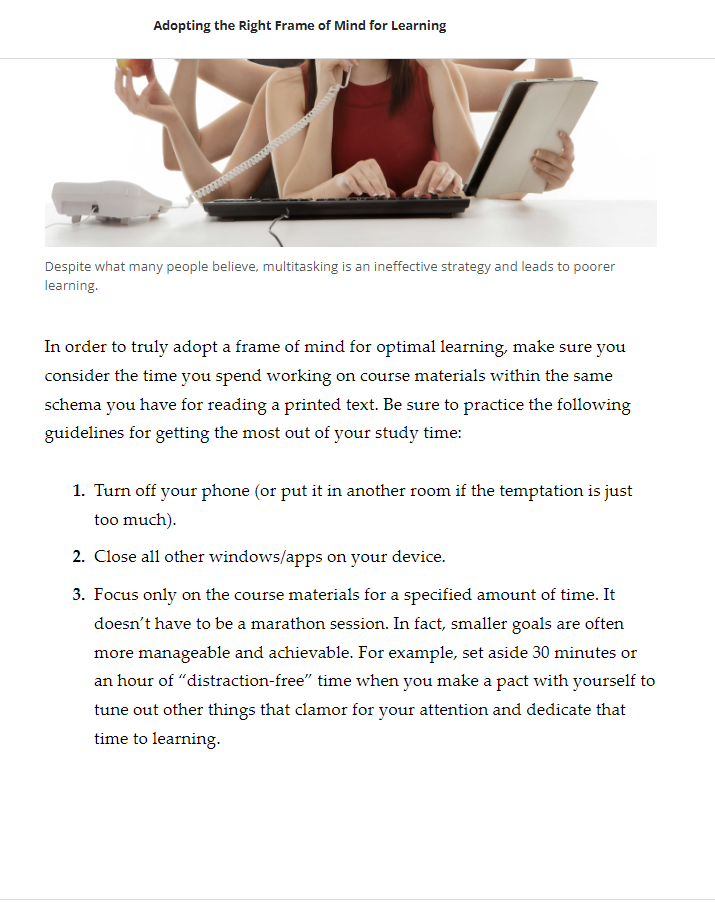 Adopting the Right Frame of Mind for Learning
Despite what many people believe, multitasking is an ineffective strategy and leads to poorer
learning.
In order to truly adopt a frame of mind for optimal learning, make sure you
consider the time you spend working on course materials within the same
schema you have for reading a printed text. Be sure to practice the following
guidelines for getting the most out of your study time:
1. Turn off your phone (or put it in another room if the temptation is just
too much).
2. Close all other windows/apps on your device.
3. Focus only on the course materials for a specified amount of time. It
doesn’t have to be a marathon session. In fact, smaller goals are often
more manageable and achievable. For example, set aside 30 minutes or
an hour of “distraction-free” time when you make a pact with yourself to
tune out other things that clamor for your attention and dedicate that
time to learning.